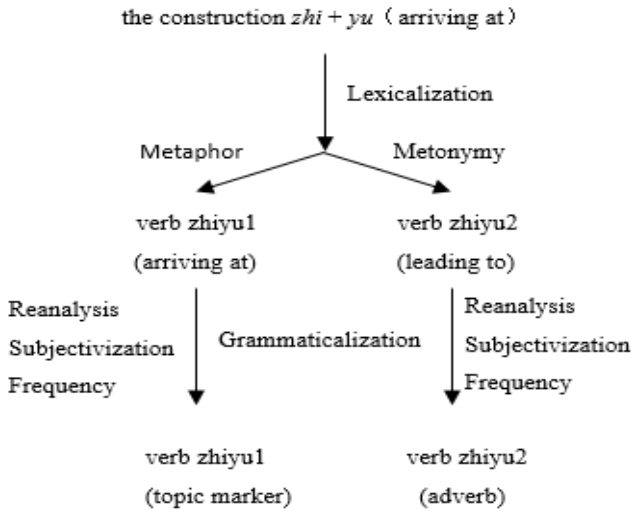 the construction zhi + yu（arriving at）
Lexicalization
Metaphor
Metonymy
verb zhiyu1
(arriving at)
verb zhiyu2
(leading to)
Reanalysis
Subjectivization
Frequency
Grammaticalization
Reanalysis
Subjectivization
Frequency
verb zhiyu1
(topic marker)
verb zhiyu2
(adverb)